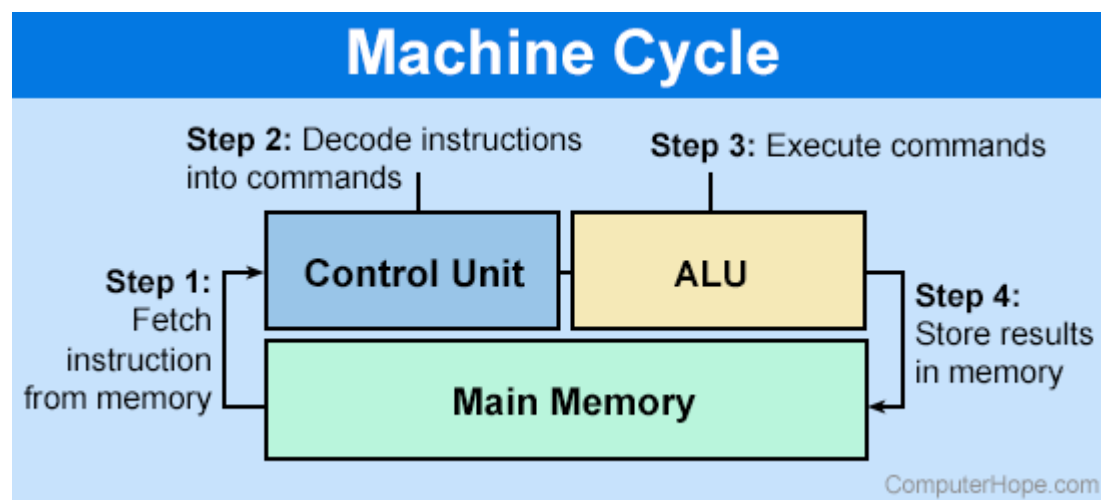 Machine Cycle
Step 2: Decode instructions
into commands
Step 3: Execute commands
Control Unit
ALU
Step 1:
Fetch
instruction
from memory
Step 4:
Store results
in memory
Main Memory
ComputerHope.com